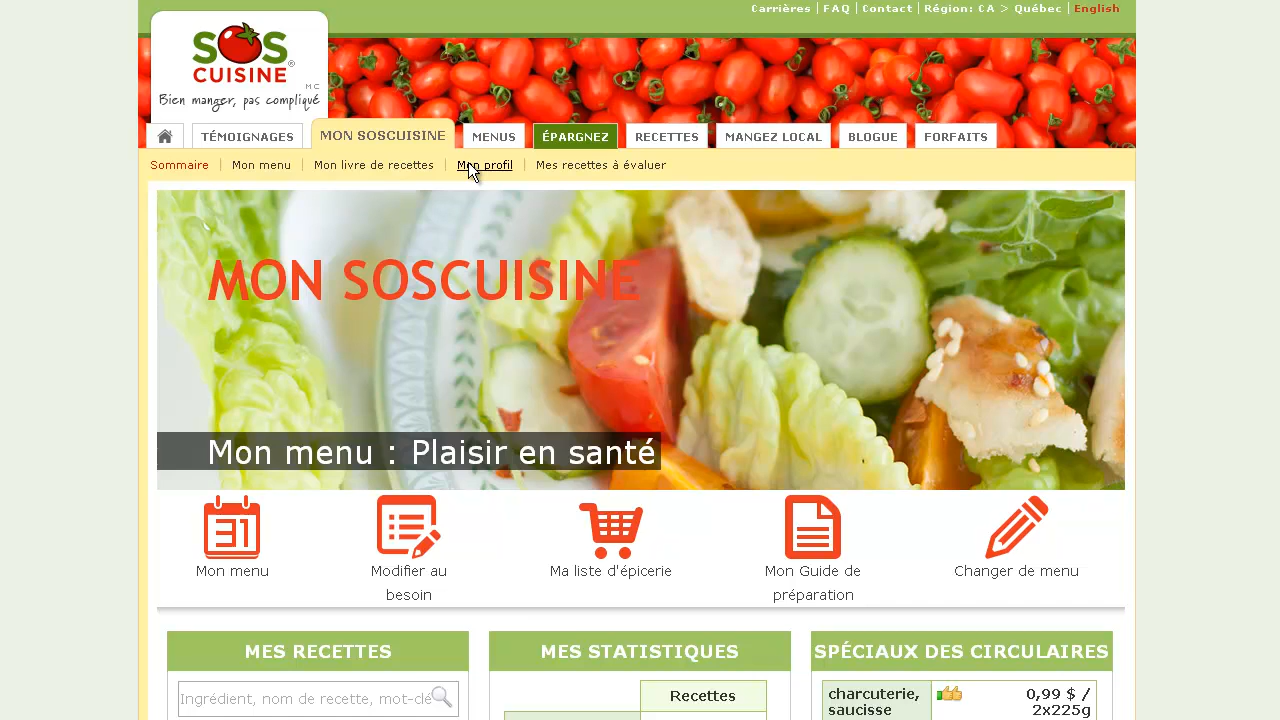 Carrières | FAQ | Contact | Région: CA > Québec | English
SOS
CUISINE ®
MC
Bien manger, pas compliqué
TÉMOIGNAGES MON SOSCUISINE MENUS ÉPARGNEZ RECETTES MANGEZ LOCAL BLOGUE FORFAITS
Sommaire | Mon menu | Mon livre de recettes | Mon profil | Mes recettes à évaluer
MON SOSCUISINE
Mon menu : Plaisir en santé
31
Mon menu
Modifier au
besoin
Ma liste d'épicerie
Mon Guide de
préparation
Changer de menu
MES RECETTES
Ingrédient, nom de recette, mot-clé
MES STATISTIQUES
Recettes
SPÉCIAUX DES CIRCULAIRES
charcuterie,
saucisse
0,99 $ /
2x225g